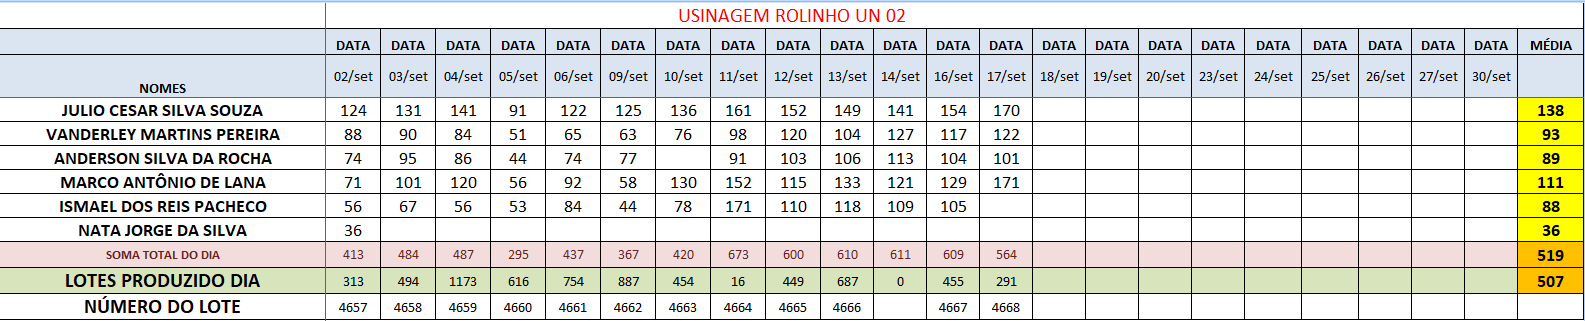 USINAGEM ROLINHO UN 02
DATA DATA DATA DATA DATA DATA DATA DATA DATA DATA DATA DATA DATA DATA DATA DATA DATA DATA DATA DATA DATA DATA MÉDIA
NOMES 02/set 03/set 04/set 05/set 06/set 09/set 10/set 11/set 12/set 13/set 14/set 16/set 17/set 18/set 19/set 20/set 23/set 24/set 25/set 26/set 27/set 30/set
JULIO CESAR SILVA SOUZA 124 131 141 91 122 125 136 161 152 149 141 154 170 138
VANDERLEY MARTINS PEREIRA 88 90 84 51 65 63 76 98 120 104 127 117 122 93
ANDERSON SILVA DA ROCHA 74 95 86 44 74 77 91 103 106 113 104 101 89
MARCO ANTÔNIO DE LANA 71 101 120 56 92 58 130 152 115 133 121 129 171 111
ISMAEL DOS REIS PACHECO 56 67 56 53 84 44 78 171 110 118 109 105 88
NATA JORGE DA SILVA 36 36
SOMA TOTAL DO DIA 413 484 487 295 437 367 420 673 600 610 611 609 564 519
LOTES PRODUZIDO DIA 313 494 1173 616 754 887 454 16 449 687 0 455 291 507
NÚMERO DO LOTE 4657 4658 4659 4660 4661 4662 4663 4664 4665 4666 4667 4668